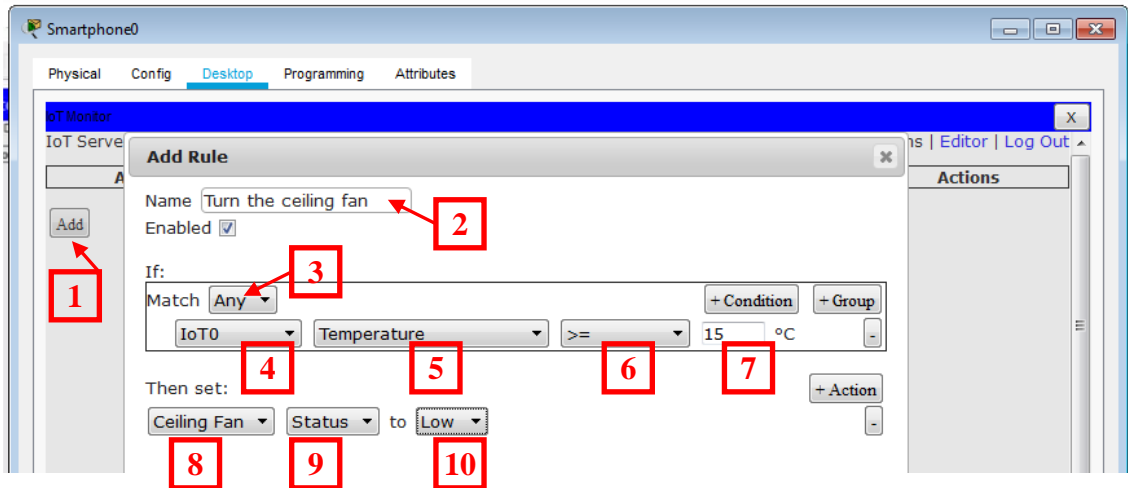 Smartphone0
Physical Config Desktop Programming Attributes
IoT Monitor X
IoT Serve ns | Editor | Log Out
A Actions
Add Rule
Name Turn the ceiling fan
2
Add
Enabled
If:
3
1
Match Any + Condition + Group
IoT0 Temperature >= 15 °C -
4 5 6 7
Then set: + Action
Ceiling Fan Status to Low -
8 9 10